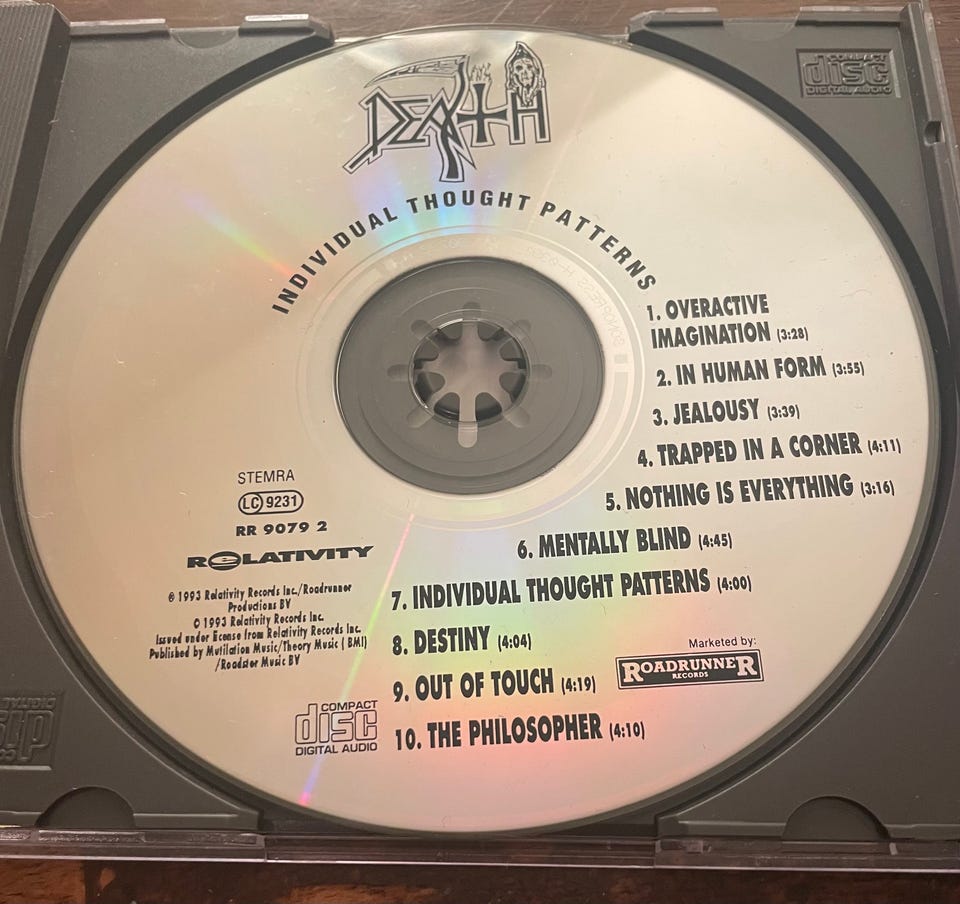 DEATH
INDIVIDUAL THOUGHT PATTERNS
1. OVERACTIVE
IMAGINATION (3:28)
2. IN HUMAN FORM (3:55)
3. JEALOUSY (3:39)
4. TRAPPED IN A CORNER (4:11)
5. NOTHING IS EVERYTHING (3:16)
6. MENTALLY BLIND (4:45)
7. INDIVIDUAL THOUGHT PATTERNS (4:00)
8. DESTINY (4:04)
9. OUT OF TOUCH (4:19)
10. THE PHILOSOPHER (4:10)
STEMRA
LC 9231
RR 9079 2
RELATIVITY
℗ 1993 Relativity Records Inc./Roadrunner
Productions BV
© 1993 Relativity Records Inc.
Issued under license from Relativity Records Inc.
Published by Mutilation Music/Theory Music ( BMI)
/Roadster Music BV
COMPACT
disc
DIGITAL AUDIO
Marketed by:
ROADRUNNER
RECORDS
COMPACT
disc
DIGITAL AUDIO